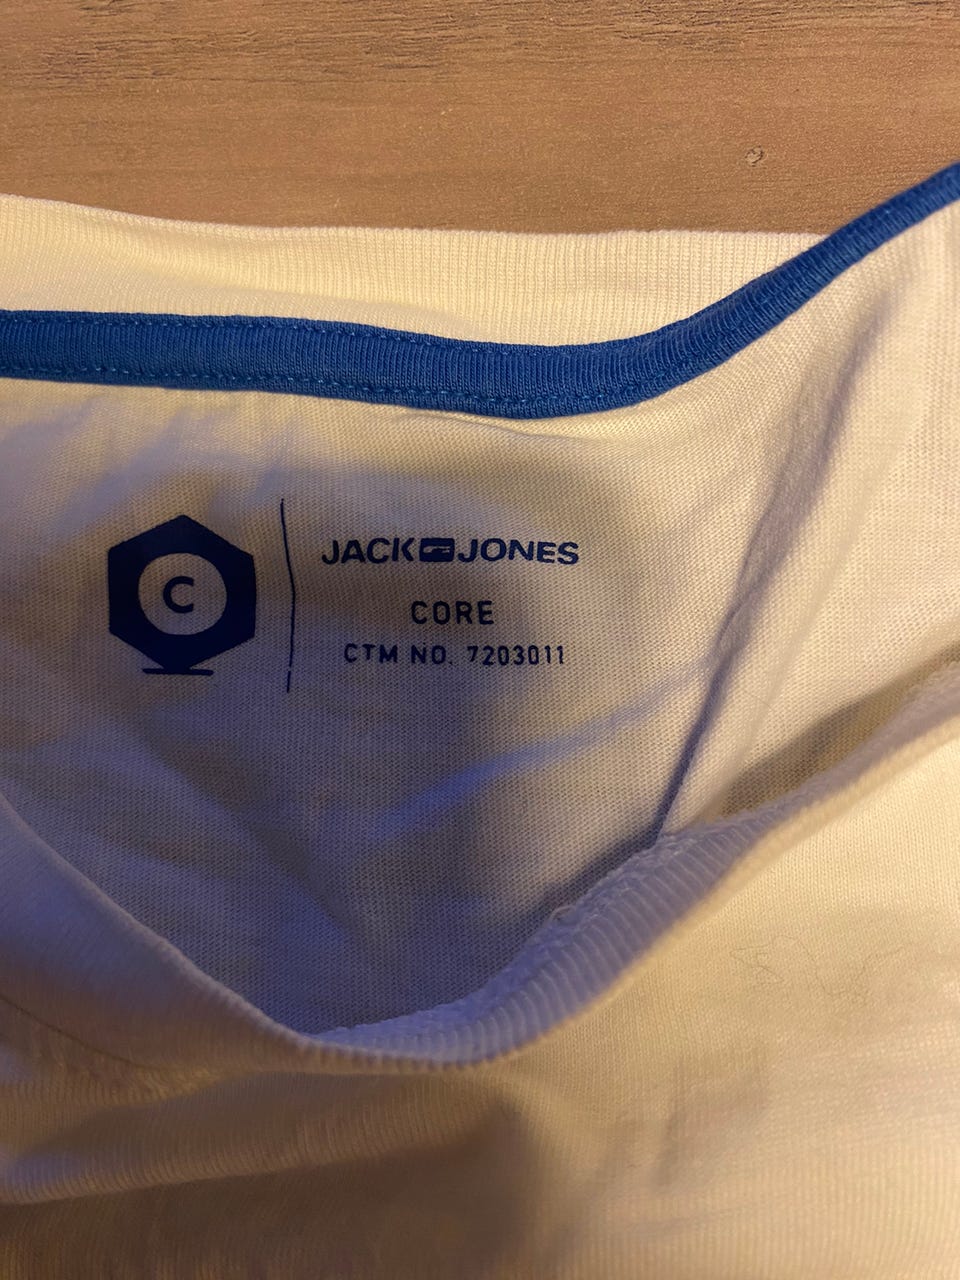 C
JACK JONES
CORE
CTM NO. 7203011